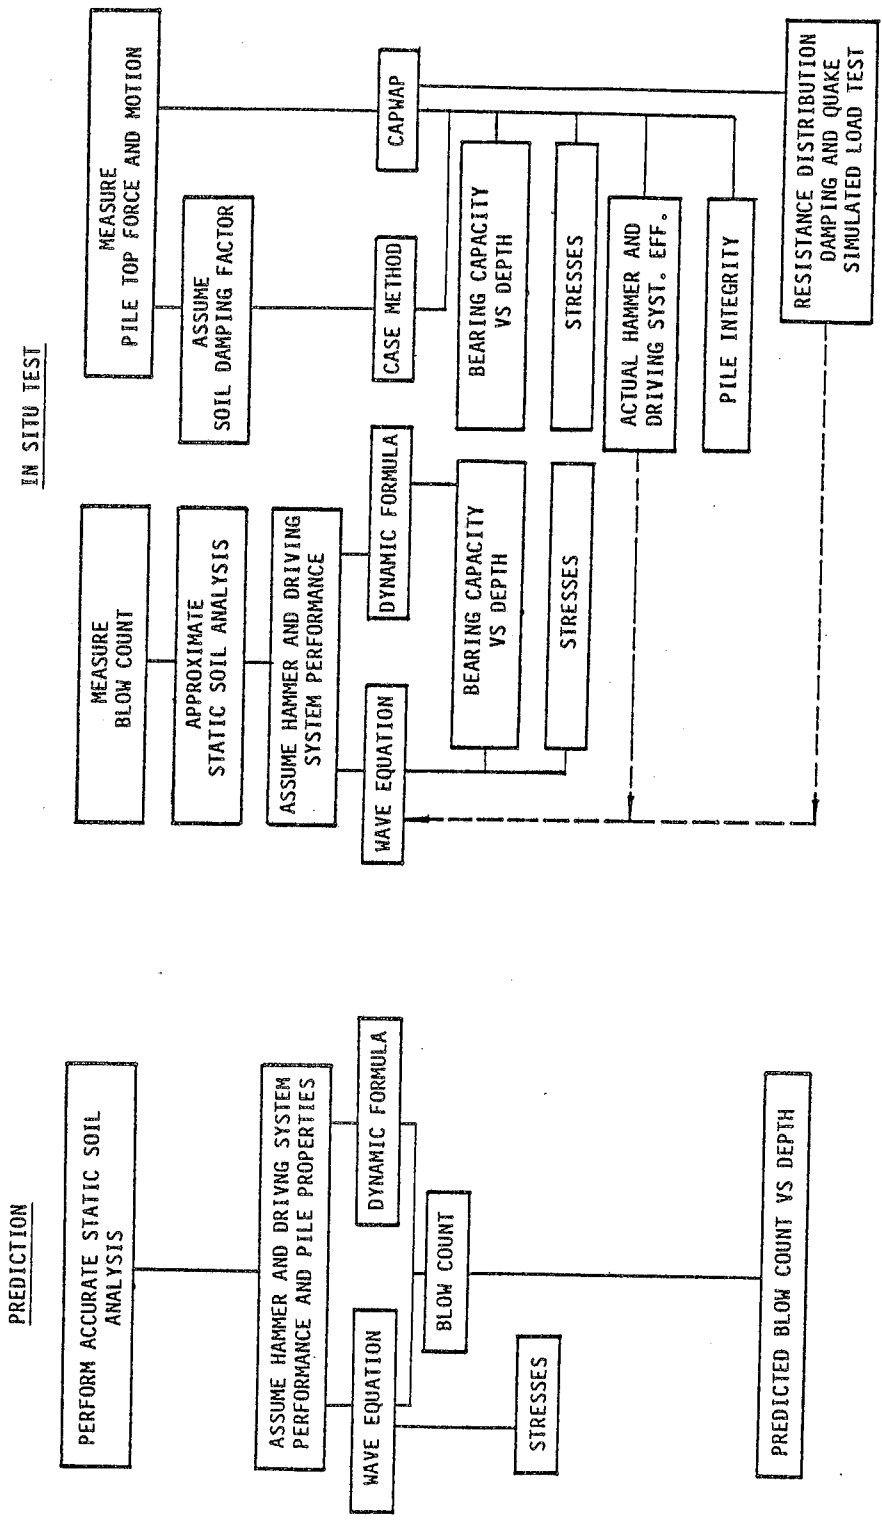 PREDICTION
PERFORM ACCURATE STATIC SOIL
ANALYSIS
ASSUME HAMMER AND DRIVNG SYSTEM
PERFORMANCE AND PILE PROPERTIES
WAVE EQUATION
DYNAMIC FORMULA
BLOW COUNT
STRESSES
PREDICTED BLOW COUNT VS DEPTH
IN SITU TEST
MEASURE
BLOW COUNT
APPROXIMATE
STATIC SOIL ANALYSIS
ASSUME HAMMER AND DRIVING
SYSTEM PERFORMANCE
WAVE EQUATION
DYNAMIC FORMULA
BEARING CAPACITY
VS DEPTH
STRESSES
MEASURE
PILE TOP FORCE AND MOTION
ASSUME
SOIL DAMPING FACTOR
CASE METHOD
CAPWAP
BEARING CAPACITY
VS DEPTH
STRESSES
ACTUAL HAMMER AND
DRIVING SYST. EFF.
PILE INTEGRITY
RESISTANCE DISTRIBUTION
DAMPING AND QUAKE
SIMULATED LOAD TEST